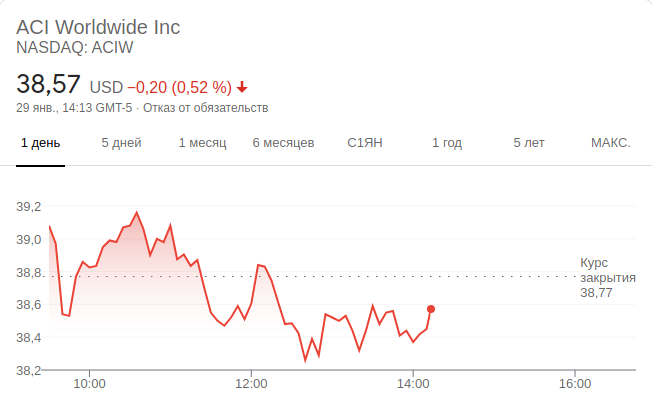 ACI Worldwide Inc
NASDAQ: ACIW
38,57 USD −0,20 (0,52 %)
29 янв., 14:13 GMT-5 · Отказ от обязательств
1 день 5 дней 1 месяц 6 месяцев С1ЯН 1 год 5 лет МАКС.
39,2
39,0
38,8
38,6
38,4
38,2
Курс
закрытия
38,77
10:00 12:00 14:00 16:00